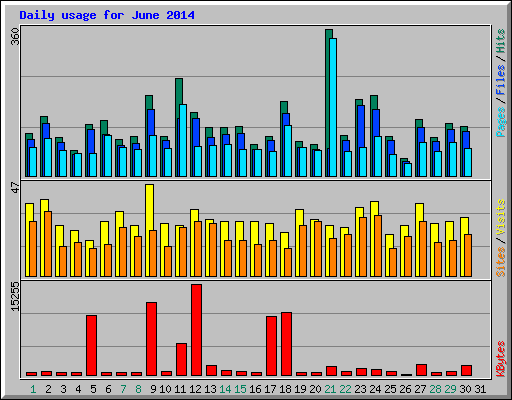 Daily usage for June 2014
360
Pages / Files / Hits
47
Sites / Visits
15255
KBytes
1 2 3 4 5 6 7 8 9 10 11 12 13 14 15 16 17 18 19 20 21 22 23 24 25 26 27 28 29 30 31